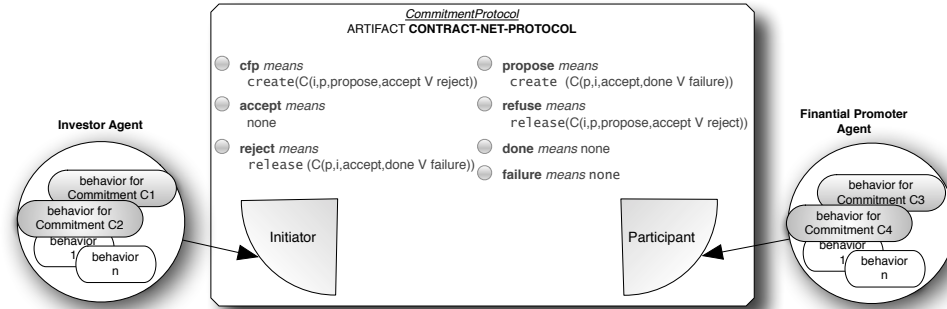 CommitmentProtocol
ARTIFACT CONTRACT-NET-PROTOCOL
cfp means
create(C(i,p,propose,accept V reject))
accept means
none
reject means
release (C(p,i,accept,done V failure))
propose means
create (C(p,i,accept,done V failure))
refuse means
release(C(i,p,propose,accept V reject))
done means none
failure means none
Investor Agent
behavior for
Commitment C1
behavior for
Commitment C2
behavior
1
behavior
n
Initiator
Participant
Finantial Promoter
Agent
behavior for
Commitment C3
behavior for
Commitment C4
behavior
1
behavior
n